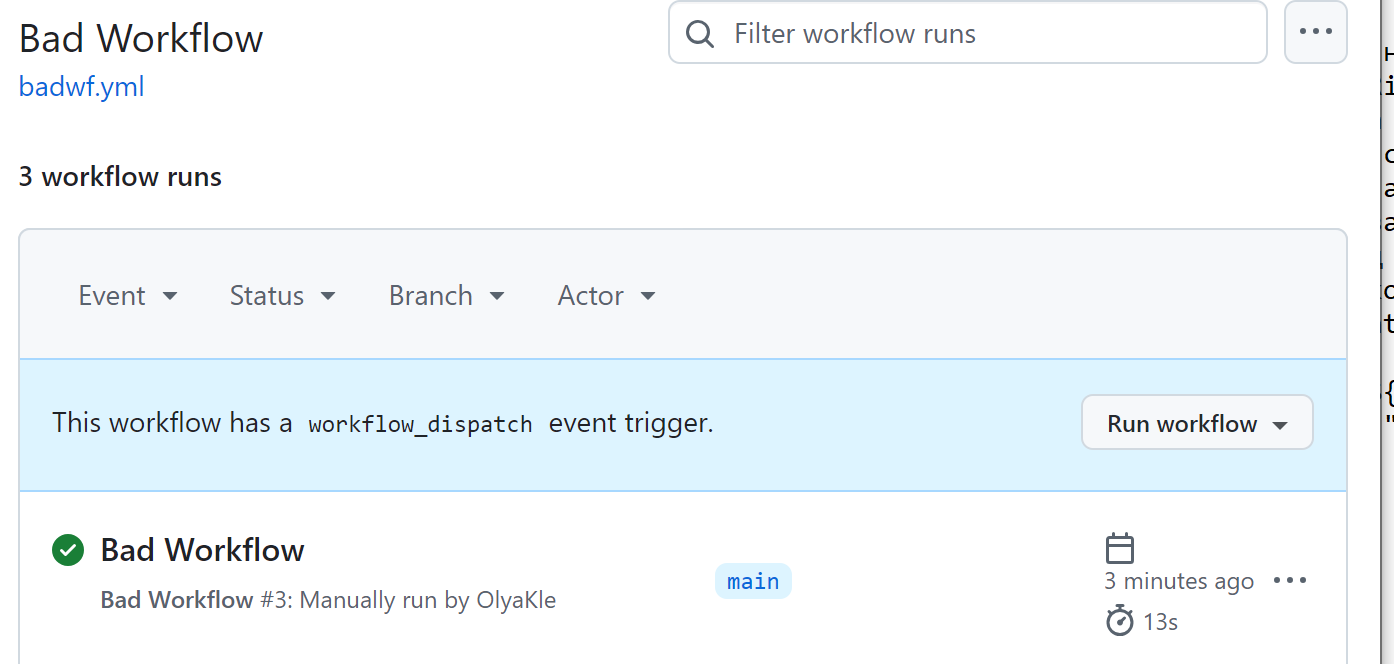 Bad Workflow
Filter workflow runs
badwf.yml
3 workflow runs
Event Status Branch Actor
This workflow has a workflow_dispatch event trigger.
Run workflow
Bad Workflow
Bad Workflow #3: Manually run by OlyaKle
main
3 minutes ago
13s